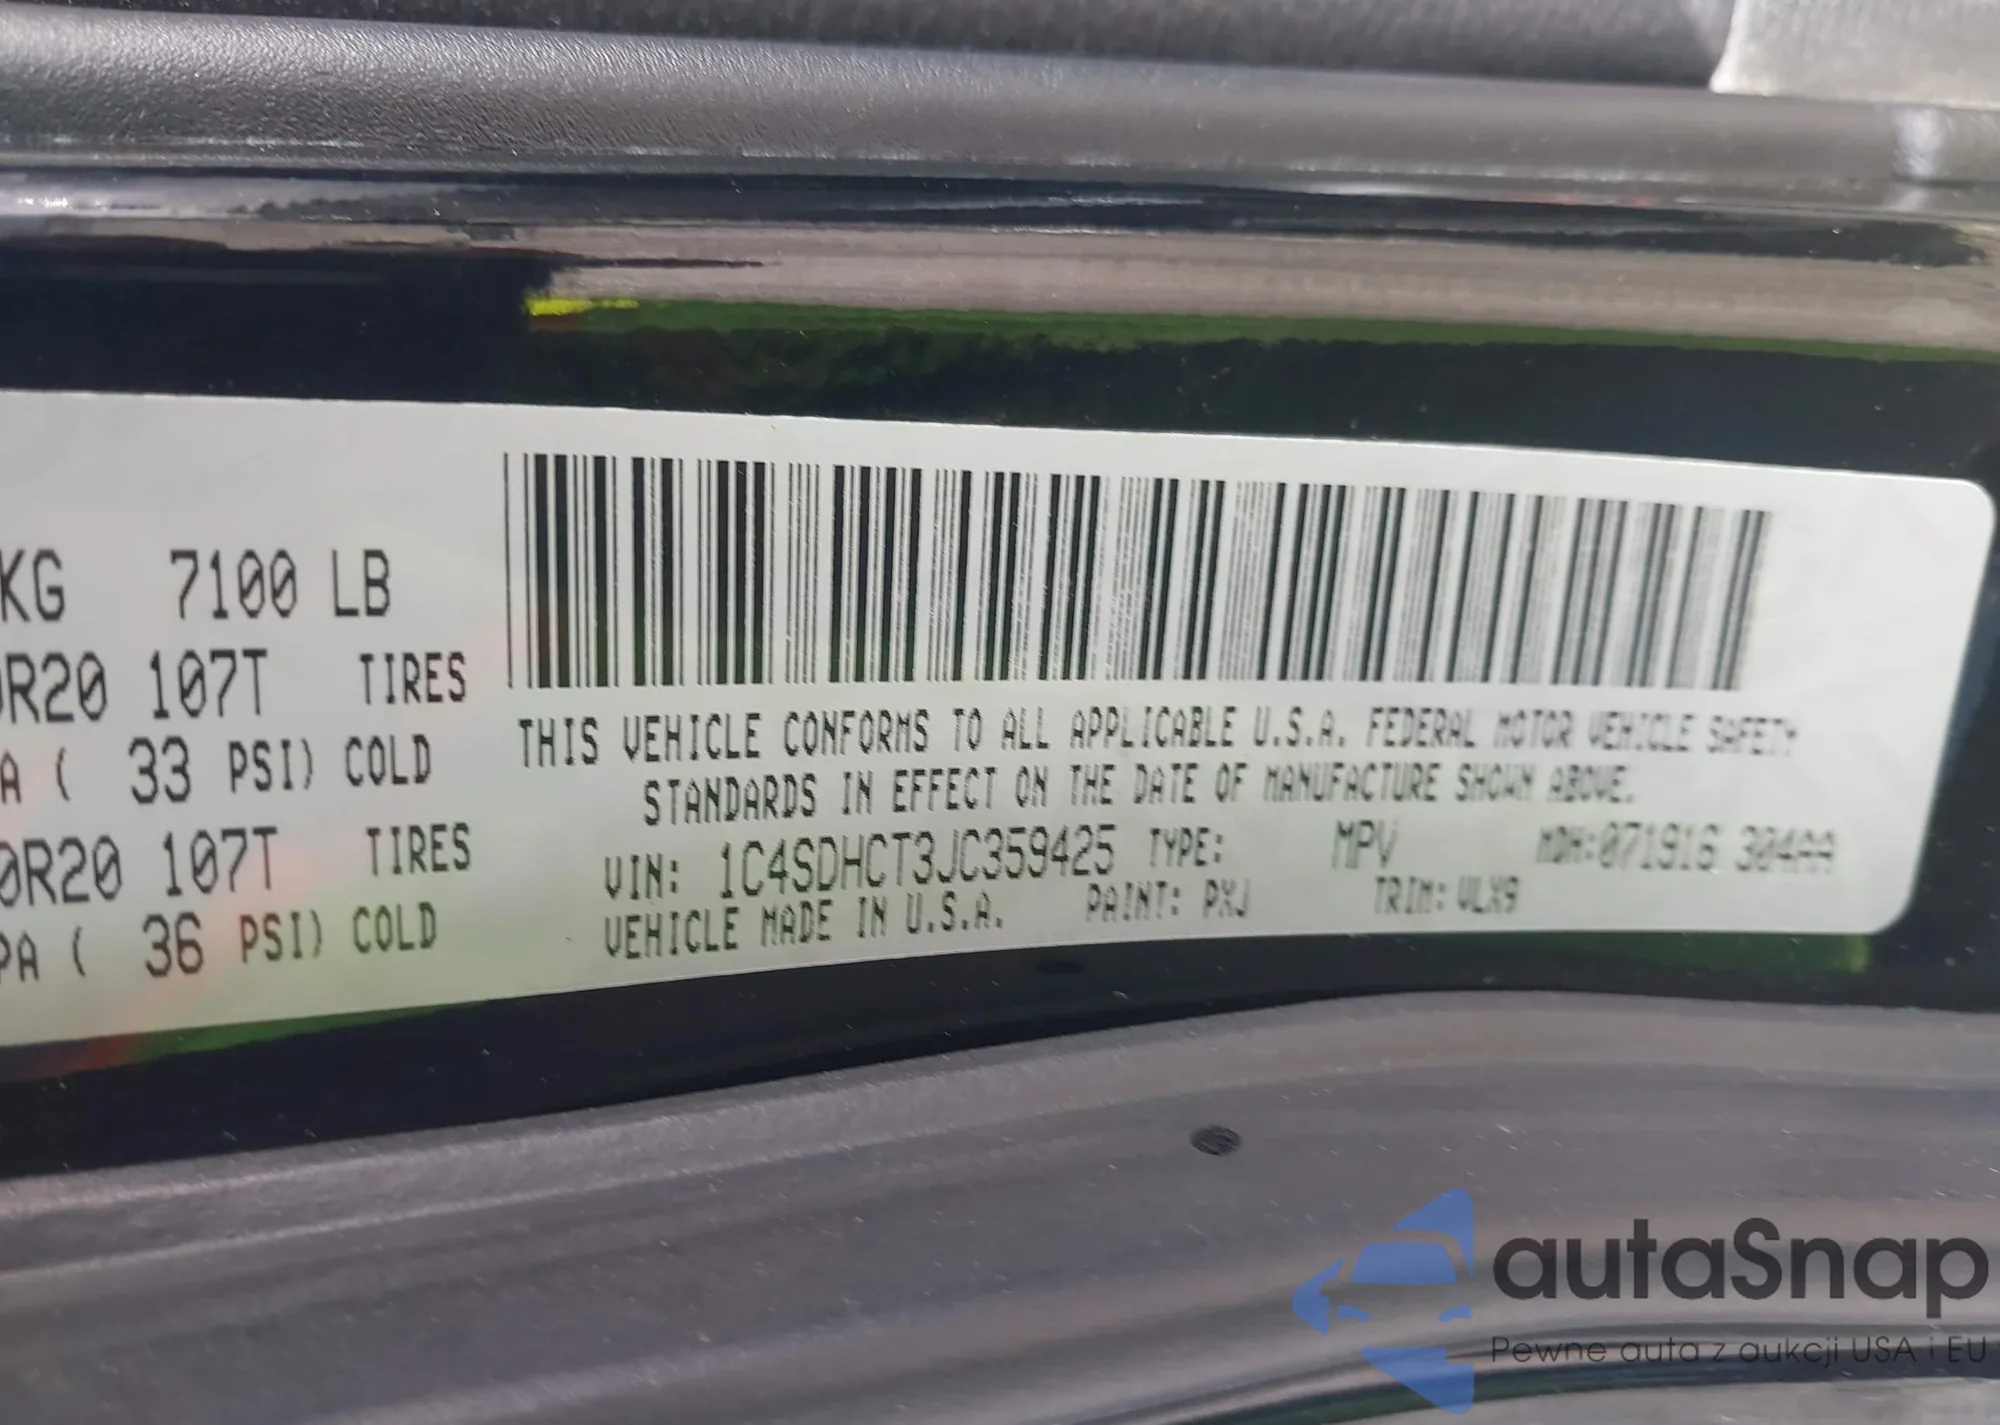 KG 7100 LB
0R20 107T TIRES
A ( 33 PSI) COLD
0R20 107T TIRES
PA ( 36 PSI) COLD
THIS VEHICLE CONFORMS TO ALL APPLICABLE U.S.A. FEDERAL MOTOR VEHICLE SAFETY
STANDARDS IN EFFECT ON THE DATE OF MANUFACTURE SHOWN ABOVE.
VIN: 1C4SDHCT3JC359425 TYPE: MPV MDH:071916 304AA
VEHICLE MADE IN U.S.A. PAINT: PXJ TRIM: VLX9
autaSnap
Pewne auta z aukcji USA i EU